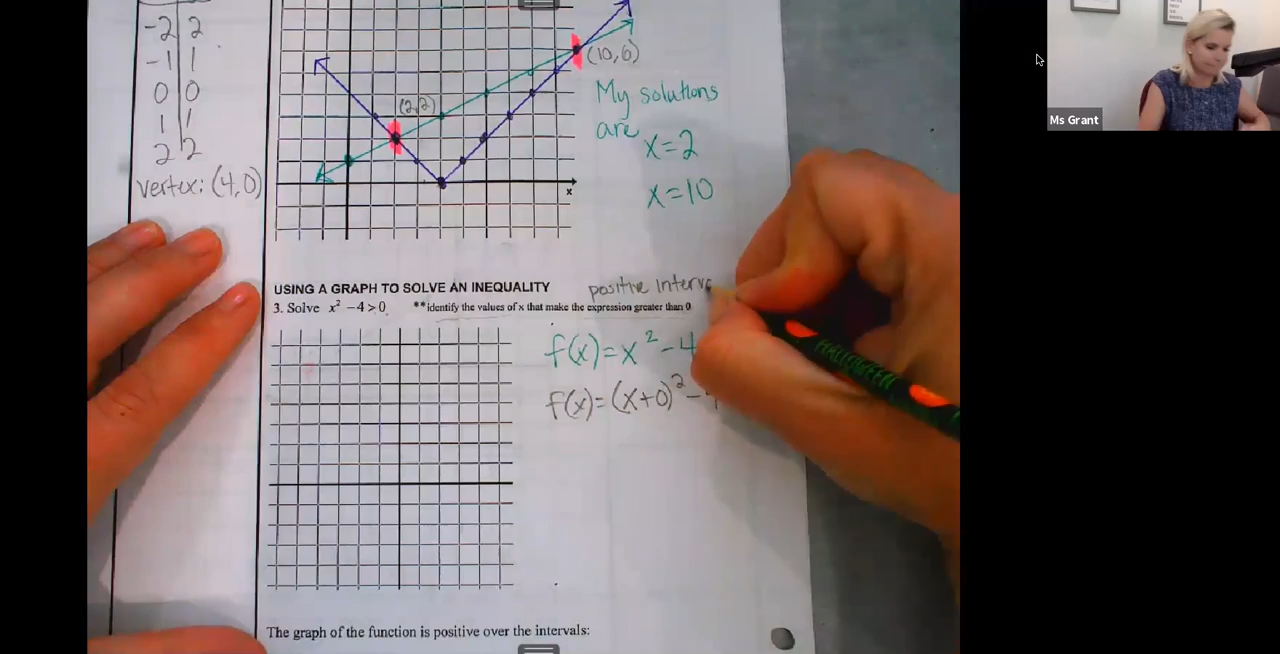 -2 2
-1 1
0 0
1 1
2 2
vertex: (4,0)
(2,2)
(10,6)
My solutions
are
x=2
x=10
x
Ms Grant
USING A GRAPH TO SOLVE AN INEQUALITY
positive
3. Solve x² - 4 > 0. **identify the values of x that make the expression greater than 0
f(x)=x² - 4
f(x)=(x+0)² -
HALLOWEEN
The graph of the function is positive over the intervals: